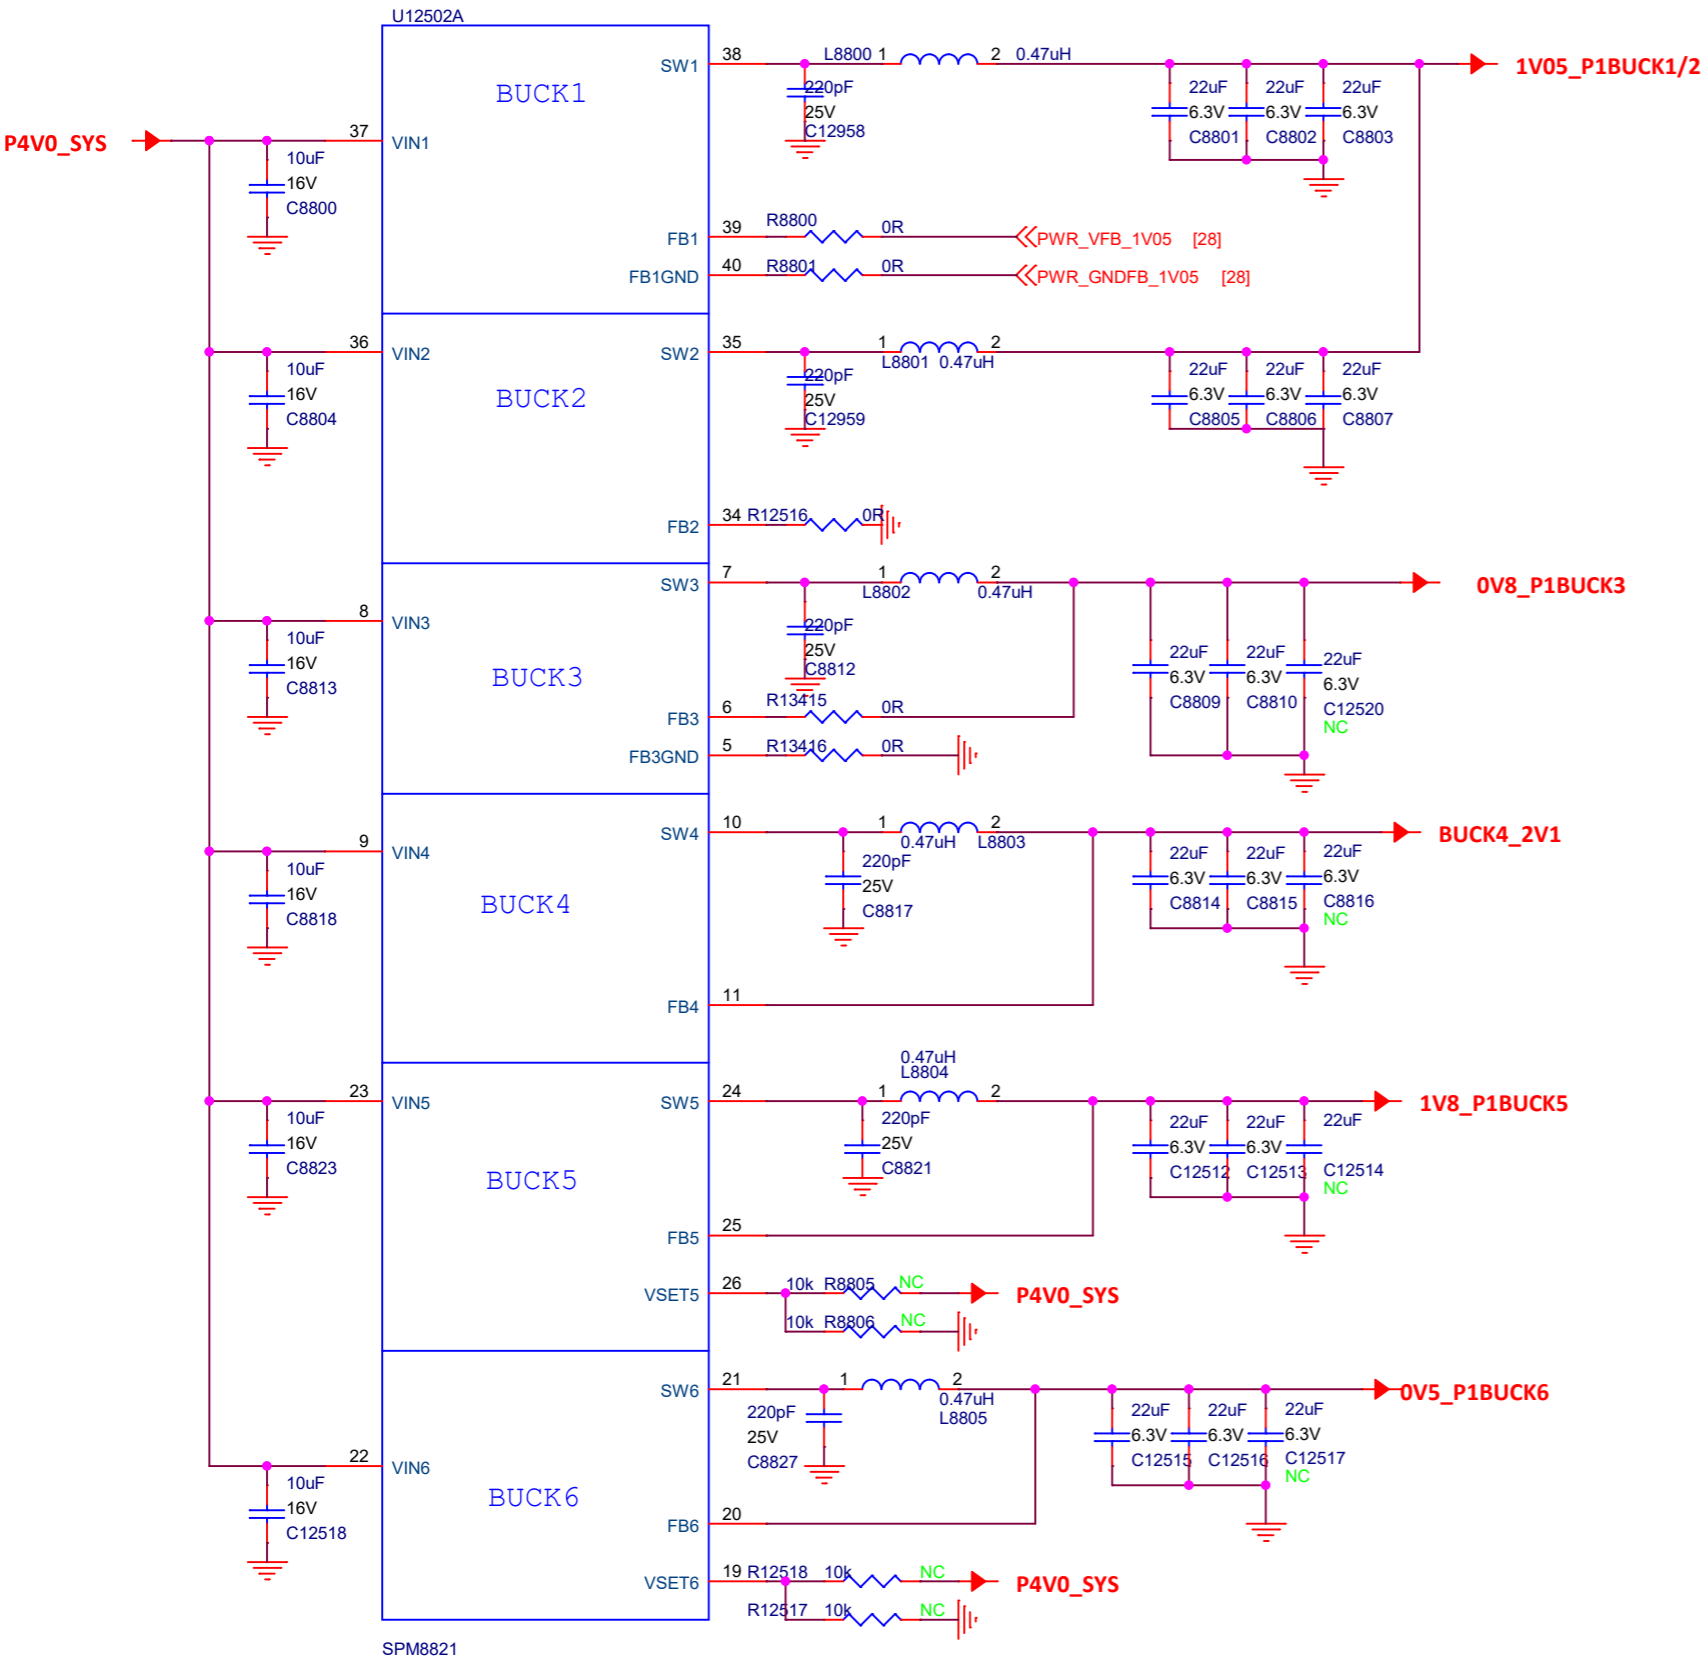 U12502A
BUCK1
P4V0_SYS
37
VIN1
10uF
16V
C8800
SW1
38
L8800
1
2
0.47uH
220pF
25V
C12958
22uF
6.3V
C8801
22uF
6.3V
C8802
22uF
6.3V
C8803
1V05_P1BUCK1/2
FB1
39
R8800
0R
PWR_VFB_1V05 [28]
FB1GND
40
R8801
0R
PWR_GNDFB_1V05 [28]
BUCK2
36
VIN2
10uF
16V
C8804
SW2
35
1
2
L8801 0.47uH
220pF
25V
C12959
22uF
6.3V
C8805
22uF
6.3V
C8806
22uF
6.3V
C8807
FB2
34
R12516
0R
BUCK3
8
VIN3
10uF
16V
C8813
SW3
7
1
2
L8802
0.47uH
220pF
25V
C8812
0V8_P1BUCK3
22uF
6.3V
C8809
22uF
6.3V
C8810
22uF
6.3V
C12520
NC
FB3
6
R13415
0R
FB3GND
5
R13416
0R
BUCK4
9
VIN4
10uF
16V
C8818
SW4
10
1
2
0.47uH
L8803
220pF
25V
C8817
22uF
6.3V
C8814
22uF
6.3V
C8815
22uF
6.3V
C8816
NC
BUCK4_2V1
FB4
11
BUCK5
23
VIN5
10uF
16V
C8823
SW5
24
0.47uH
L8804
1
2
220pF
25V
C8821
22uF
6.3V
C12512
22uF
6.3V
C12513
22uF
C12514
NC
1V8_P1BUCK5
FB5
25
VSET5
26
10k R8805 NC
P4V0_SYS
10k R8806 NC
BUCK6
22
VIN6
10uF
16V
C12518
SW6
21
1
2
0.47uH
L8805
220pF
25V
C8827
22uF
6.3V
C12515
22uF
6.3V
C12516
22uF
6.3V
C12517
NC
0V5_P1BUCK6
FB6
20
VSET6
19
R12518 10k NC
P4V0_SYS
R12517 10k NC
SPM8821